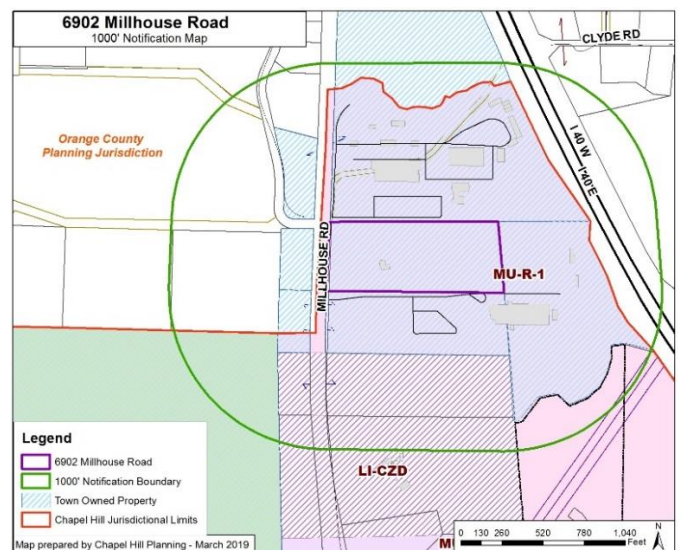 6902 Millhouse Road
1000' Notification Map
CLYDE RD
Orange County
Planning Jurisdiction
I 40 W
I 40 E
MILLHOUSE RD
MU-R-1
Legend
6902 Millhouse Road
1000' Notification Boundary
Town Owned Property
Chapel Hill Jurisdictional Limits
LI-CZD
0 130 260 520 780 1,040
Feet
N
Map prepared by Chapel Hill Planning - March 2019